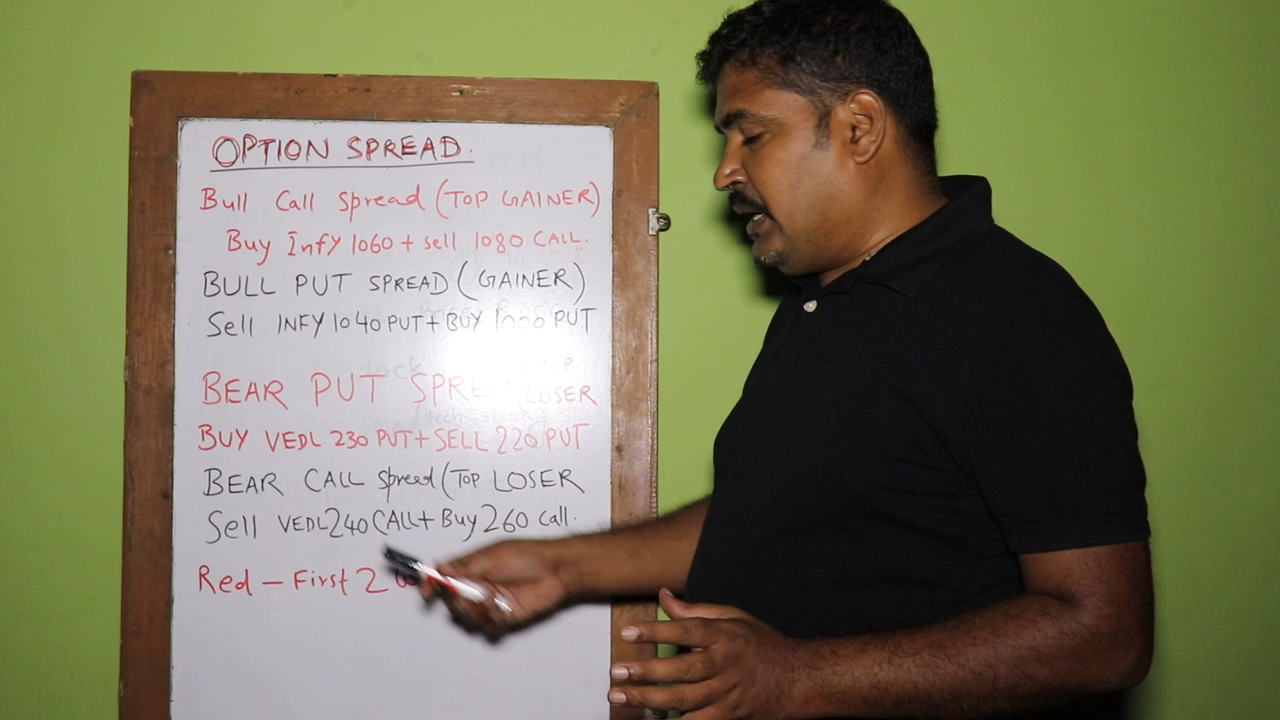 OPTION SPREAD.
Bull Call Spread (TOP GAINER)
Buy Infy 1060 + sell 1080 CALL.
BULL PUT SPREAD (GAINER)
Sell INFY 1040 PUT + BUY 1000 PUT
BEAR PUT SPRE LOSER
BUY VEDL 230 PUT + SELL 220 PUT
BEAR CALL Spread (TOP LOSER
Sell VEDL 240 CALL + Buy 260 Call.
Red - First 2